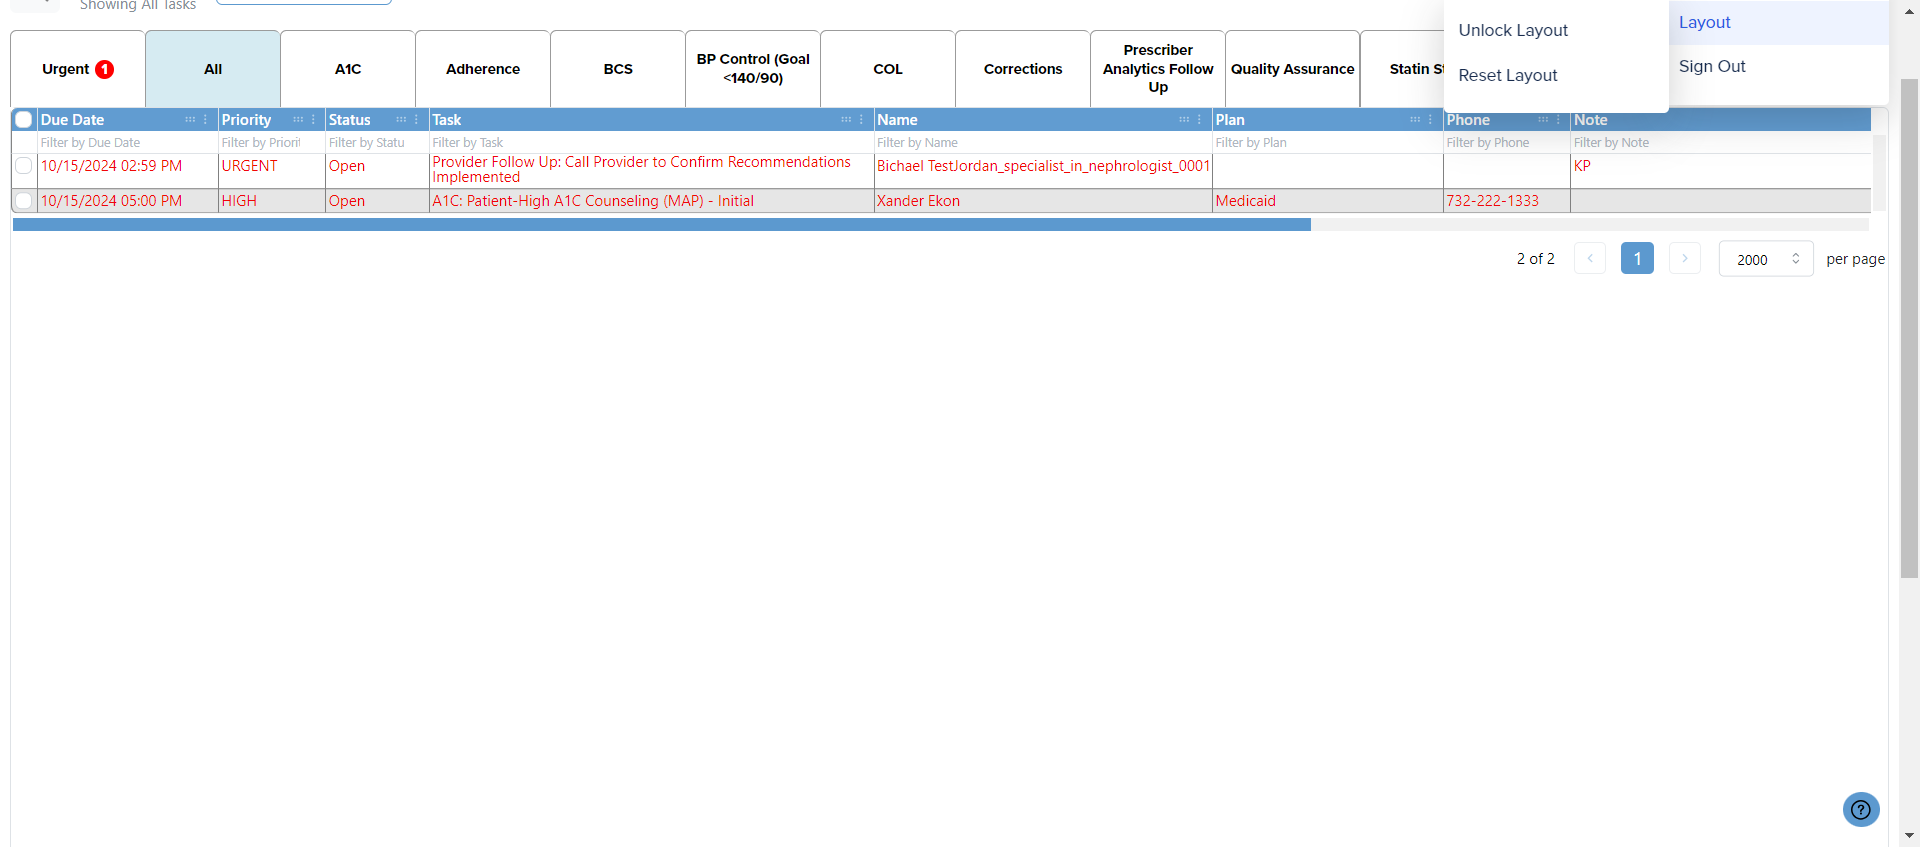 Showing All Tasks
Layout
Unlock Layout
Sign Out
Reset Layout
Urgent 1
All
A1C
Adherence
BCS
BP Control (Goal
<140/90)
COL
Corrections
Prescriber
Analytics Follow
Up
Quality Assurance
Due Date Priority Status Task Name Plan Phone Note
Filter by Due Date Filter by Priorit Filter by Statu Filter by Task Filter by Name Filter by Plan Filter by Phone Filter by Note
10/15/2024 02:59 PM URGENT Open Provider Follow Up: Call Provider to Confirm Recommendations
Implemented
Bichael TestJordan_specialist_in_nephrologist_0001 KP
10/15/2024 05:00 PM HIGH Open A1C: Patient-High A1C Counseling (MAP) - Initial Xander Ekon Medicaid 732-222-1333
2 of 2 1 2000 per page